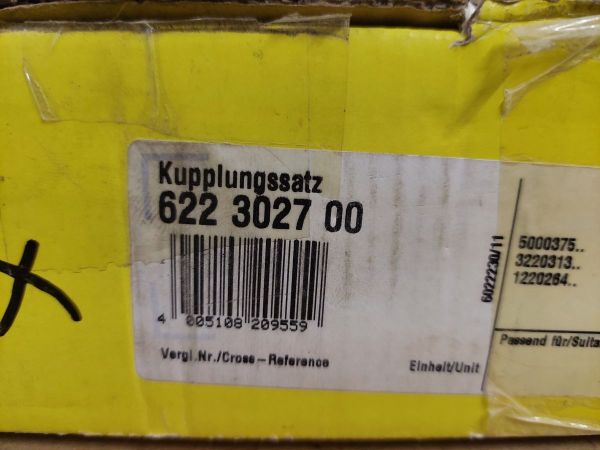 Kupplungssatz
622 3027 00
4 005108 209559
Vergl.Nr./Cross-Reference
Einheit/Unit
6022230/11
5000375..
3220313..
1220264..
Passend für/Suita